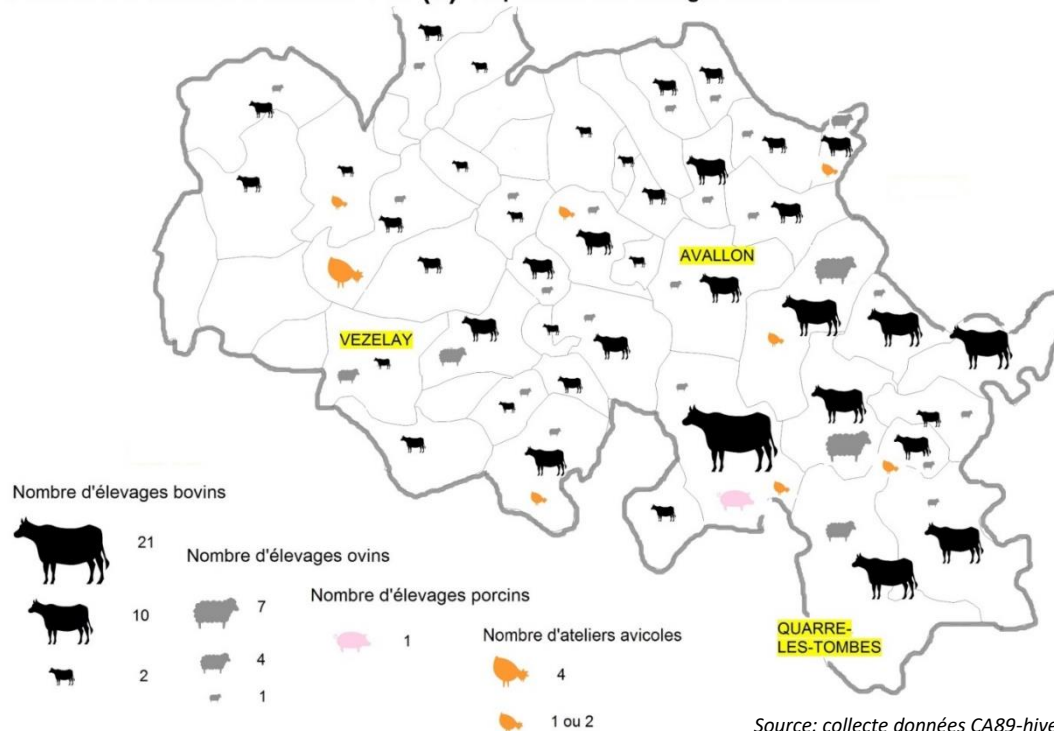 AVALLON
VEZELAY
QUARRE-
LES-TOMBES
Nombre d'élevages bovins
21
10
2
Nombre d'élevages ovins
7
4
1
Nombre d'élevages porcins
1
Nombre d'ateliers avicoles
4
1 ou 2
Source: collecte données CA89-hive